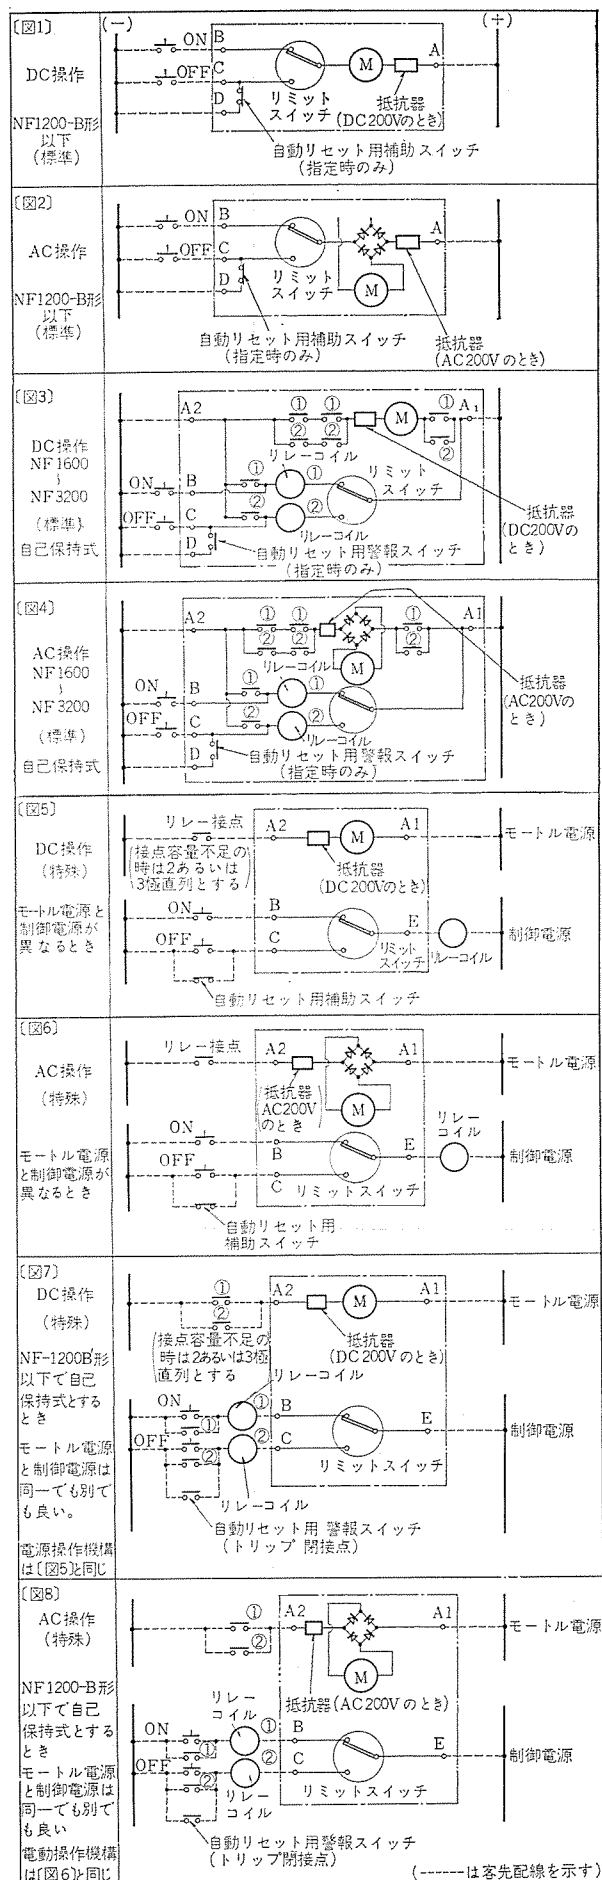 〔図1〕
DC操作
NF1200-B形
以下
(標準)
(−)
(+)
ON
B
OFF
C
D
M
A
リミット
スイッチ
抵抗器
(DC200Vのとき)
自動リセット用補助スイッチ
(指定時のみ)
〔図2〕
AC操作
NF1200-B形
以下
(標準)
ON
B
OFF
C
D
A
M
リミット
スイッチ
自動リセット用補助スイッチ
(指定時のみ)
抵抗器
(AC200Vのとき)
〔図3〕
DC操作
NF1600
〜
NF3200
(標準)
自己保持式
A2
① ①
② ②
M
①
②
A1
リレーコイル
リミット
スイッチ
ON
B
① ①
OFF
C
② ②
リレーコイル
D
抵抗器
(DC200Vの
とき)
自動リセット用警報スイッチ
(指定時のみ)
〔図4〕
AC操作
NF1600
〜
NF3200
(標準)
自己保持式
A2
① ①
② ②
M
①
②
A1
リレーコイル
ON
B
① ①
OFF
C
② ②
リレーコイル
リミット
スイッチ
D
抵抗器
(AC200Vの
とき)
自動リセット用警報スイッチ
(指定時のみ)
〔図5〕
DC操作
(特殊)
モートル電源と
制御電源が
異なるとき
リレー接点
A2
M
A1
モートル電源
(接点容量不足の
時は2あるいは
3極直列とする)
抵抗器
(DC200Vのとき)
ON
B
OFF
C
E
リミット
スイッチ
リレーコイル
制御電源
自動リセット用補助スイッチ
〔図6〕
AC操作
(特殊)
モートル電源
と制御電源が
異なるとき
リレー接点
A2
A1
モートル電源
(抵抗器
AC200V
のとき)
M
リレー
コイル
ON
B
OFF
C
E
制御電源
リミットスイッチ
自動リセット用
補助スイッチ
〔図7〕
DC操作
(特殊)
NF-1200B形
以下で自己
保持式とする
とき
モートル電源
と制御電源は
同一でも別で
も良い。
電源操作機構
は〔図5〕と同じ
①
②
A2
M
A1
モートル電源
(接点容量不足の
時は2あるいは3極
直列とする)
抵抗器
(DC200Vのとき)
リレーコイル
ON
①
①
B
E
制御電源
OFF
②
②
C
リミットスイッチ
リレーコイル
自動リセット用 警報スイッチ
(トリップ 閉接点)
〔図8〕
AC操作
(特殊)
NF1200-B形
以下で自己
保持式とする
とき
モートル電源
と制御電源は
同一でも別で
も良い
電動操作機構
は〔図6〕と同じ
①
②
A2
A1
モートル電源
M
抵抗器(AC200Vのとき)
リレー
コイル
ON
①
①
B
E
制御電源
OFF
②
②
C
リミットスイッチ
リレー
コイル
自動リセット用警報スイッチ
(トリップ閉接点)
(------は客先配線を示す)